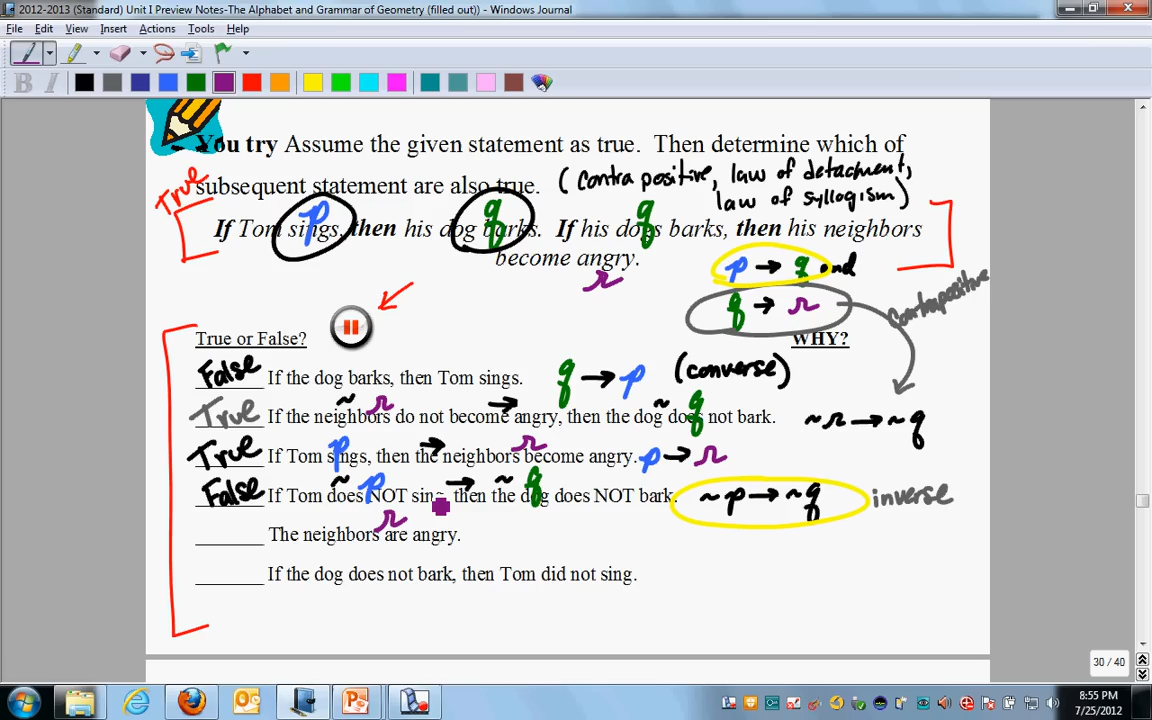 2012-2013 (Standard) Unit I Preview Notes-The Alphabet and Grammar of Geometry (filled out)) - Windows Journal
File Edit View Insert Actions Tools Help
B I
You try Assume the given statement as true. Then determine which of
subsequent statement are also true. (contrapositive, law of detachment,
law of syllogism)
True
If Tom sings, then his dog barks. If his dogs barks, then his neighbors
become angry.
p q q r
p → q and
q → r
contrapositive
True or False? WHY?
False If the dog barks, then Tom sings. q → p (converse)
~ r → ~ q
True If the neighbors do not become angry, then the dog does not bark. ~r → ~q
p → r
True If Tom sings, then the neighbors become angry. p → r
~ p → ~ q
False If Tom does NOT sing, then the dog does NOT bark. ~p → ~q inverse
r
______ The neighbors are angry.
______ If the dog does not bark, then Tom did not sing.
30 / 40
8:55 PM
7/25/2012